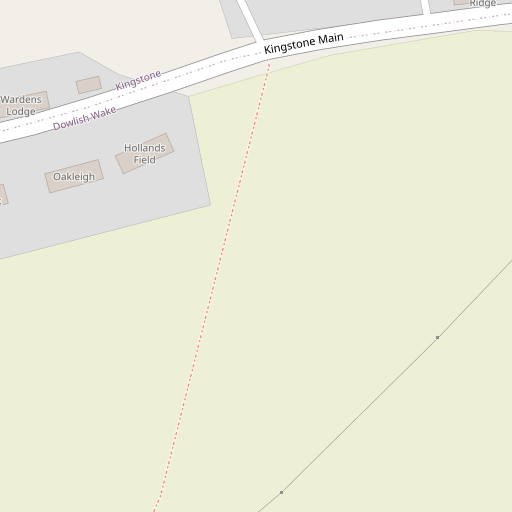 Ridge
Kingstone Main
Kingstone
Wardens
Lodge
Dowlish Wake
Hollands
Field
Oakleigh